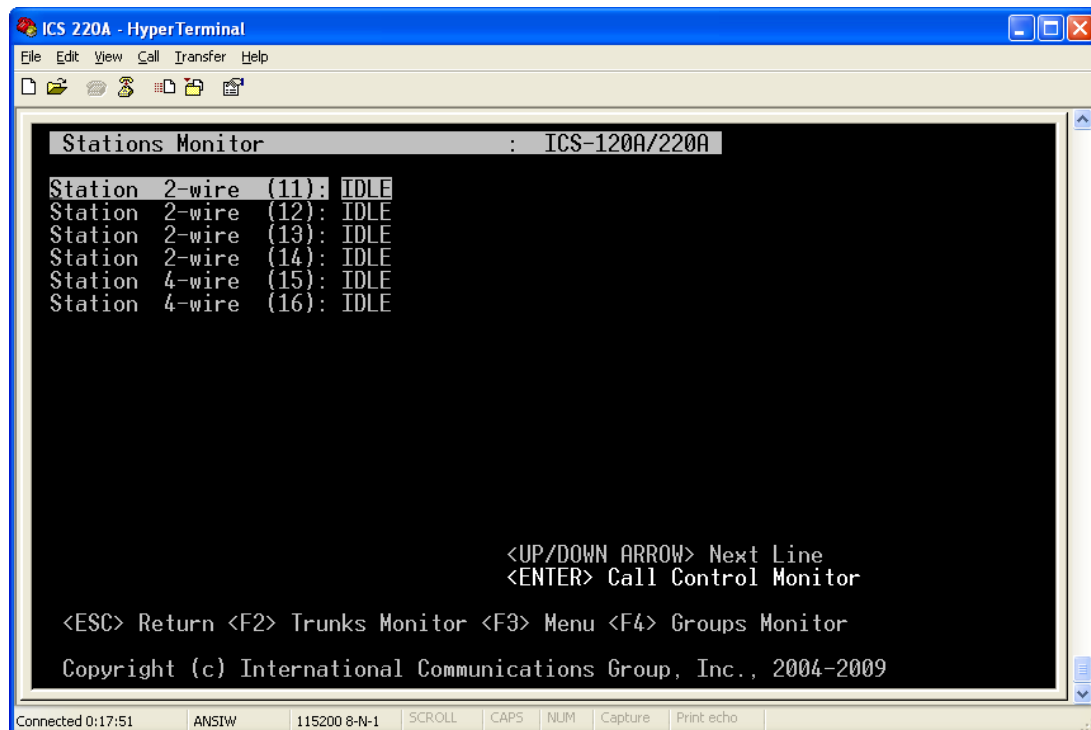 ICS 220A - HyperTerminal
File Edit View Call Transfer Help
Stations Monitor : ICS-120A/220A
Station 2-wire (11): IDLE
Station 2-wire (12): IDLE
Station 2-wire (13): IDLE
Station 2-wire (14): IDLE
Station 4-wire (15): IDLE
Station 4-wire (16): IDLE
<UP/DOWN ARROW> Next Line
<ENTER> Call Control Monitor
<ESC> Return <F2> Trunks Monitor <F3> Menu <F4> Groups Monitor
Copyright (c) International Communications Group, Inc., 2004-2009
Connected 0:17:51 ANSIW 115200 8-N-1 SCROLL CAPS NUM Capture Print echo